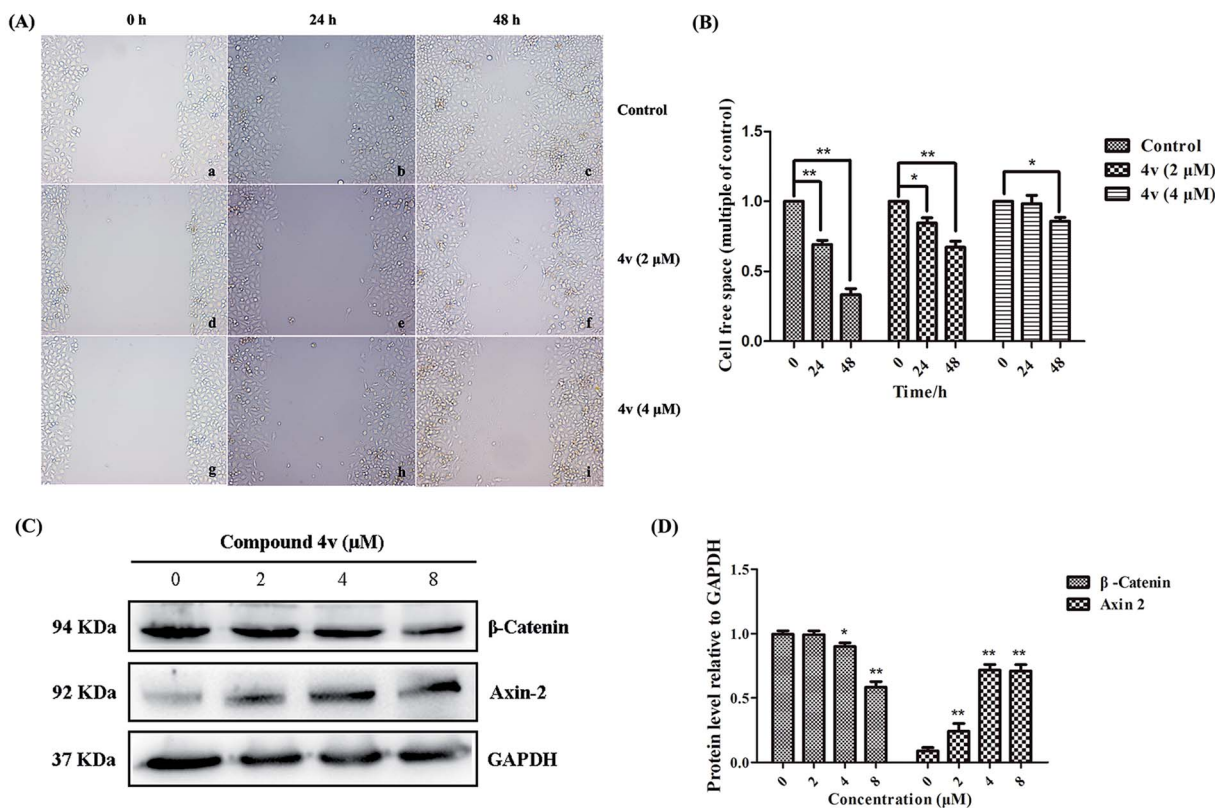 (A)
0 h
24 h
48 h
a
b
c
Control
d
e
f
4v (2 μM)
g
h
i
4v (4 μM)
(B)
Cell free space (multiple of control)
1.5
1.0
0.5
0.0
** ** * ** *
0 24 48 0 24 48 0 24 48
Time/h
Control
4v (2 μM)
4v (4 μM)
(C)
Compound 4v (μM)
0 2 4 8
94 KDa β-Catenin
92 KDa Axin-2
37 KDa GAPDH
(D)
Protein level relative to GAPDH
1.5
1.0
0.5
0.0
* ** ** ** **
0 2 4 8 0 2 4 8
Concentration (μM)
β -Catenin
Axin 2